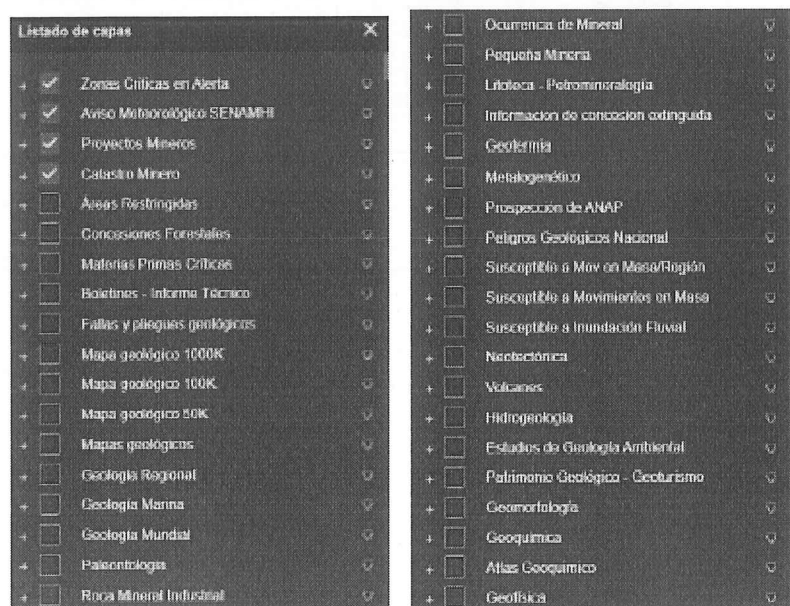 Listado de capas
Zonas Críticas en Alerta
Aviso Meteorológico SENAMHI
Proyectos Mineros
Catastro Minero
Áreas Restringidas
Concesiones Forestales
Materias Primas Críticas
Boletines - Informe Técnico
Fallas y pliegues geológicos
Mapa geológico 1000K
Mapa geológico 100K
Mapa geológico 50K
Mapas geológicos
Geología Regional
Geología Marina
Geología Mundial
Paleontología
Roca Mineral Industrial
Ocurrencia de Mineral
Pequeña Minería
Litoteca - Petromineralogía
Informacion de concesion extinguida
Geotermia
Metalogenético
Prospección de ANAP
Peligros Geológicos Nacional
Susceptible a Mov en Masa/Región
Susceptible a Movimientos en Masa
Susceptible a Inundación Fluvial
Neotectónica
Volcanes
Hidrogeología
Estudios de Geología Ambiental
Patrimonio Geológico - Geoturismo
Geomorfología
Geoquímica
Atlas Geoquímico
Geofísica